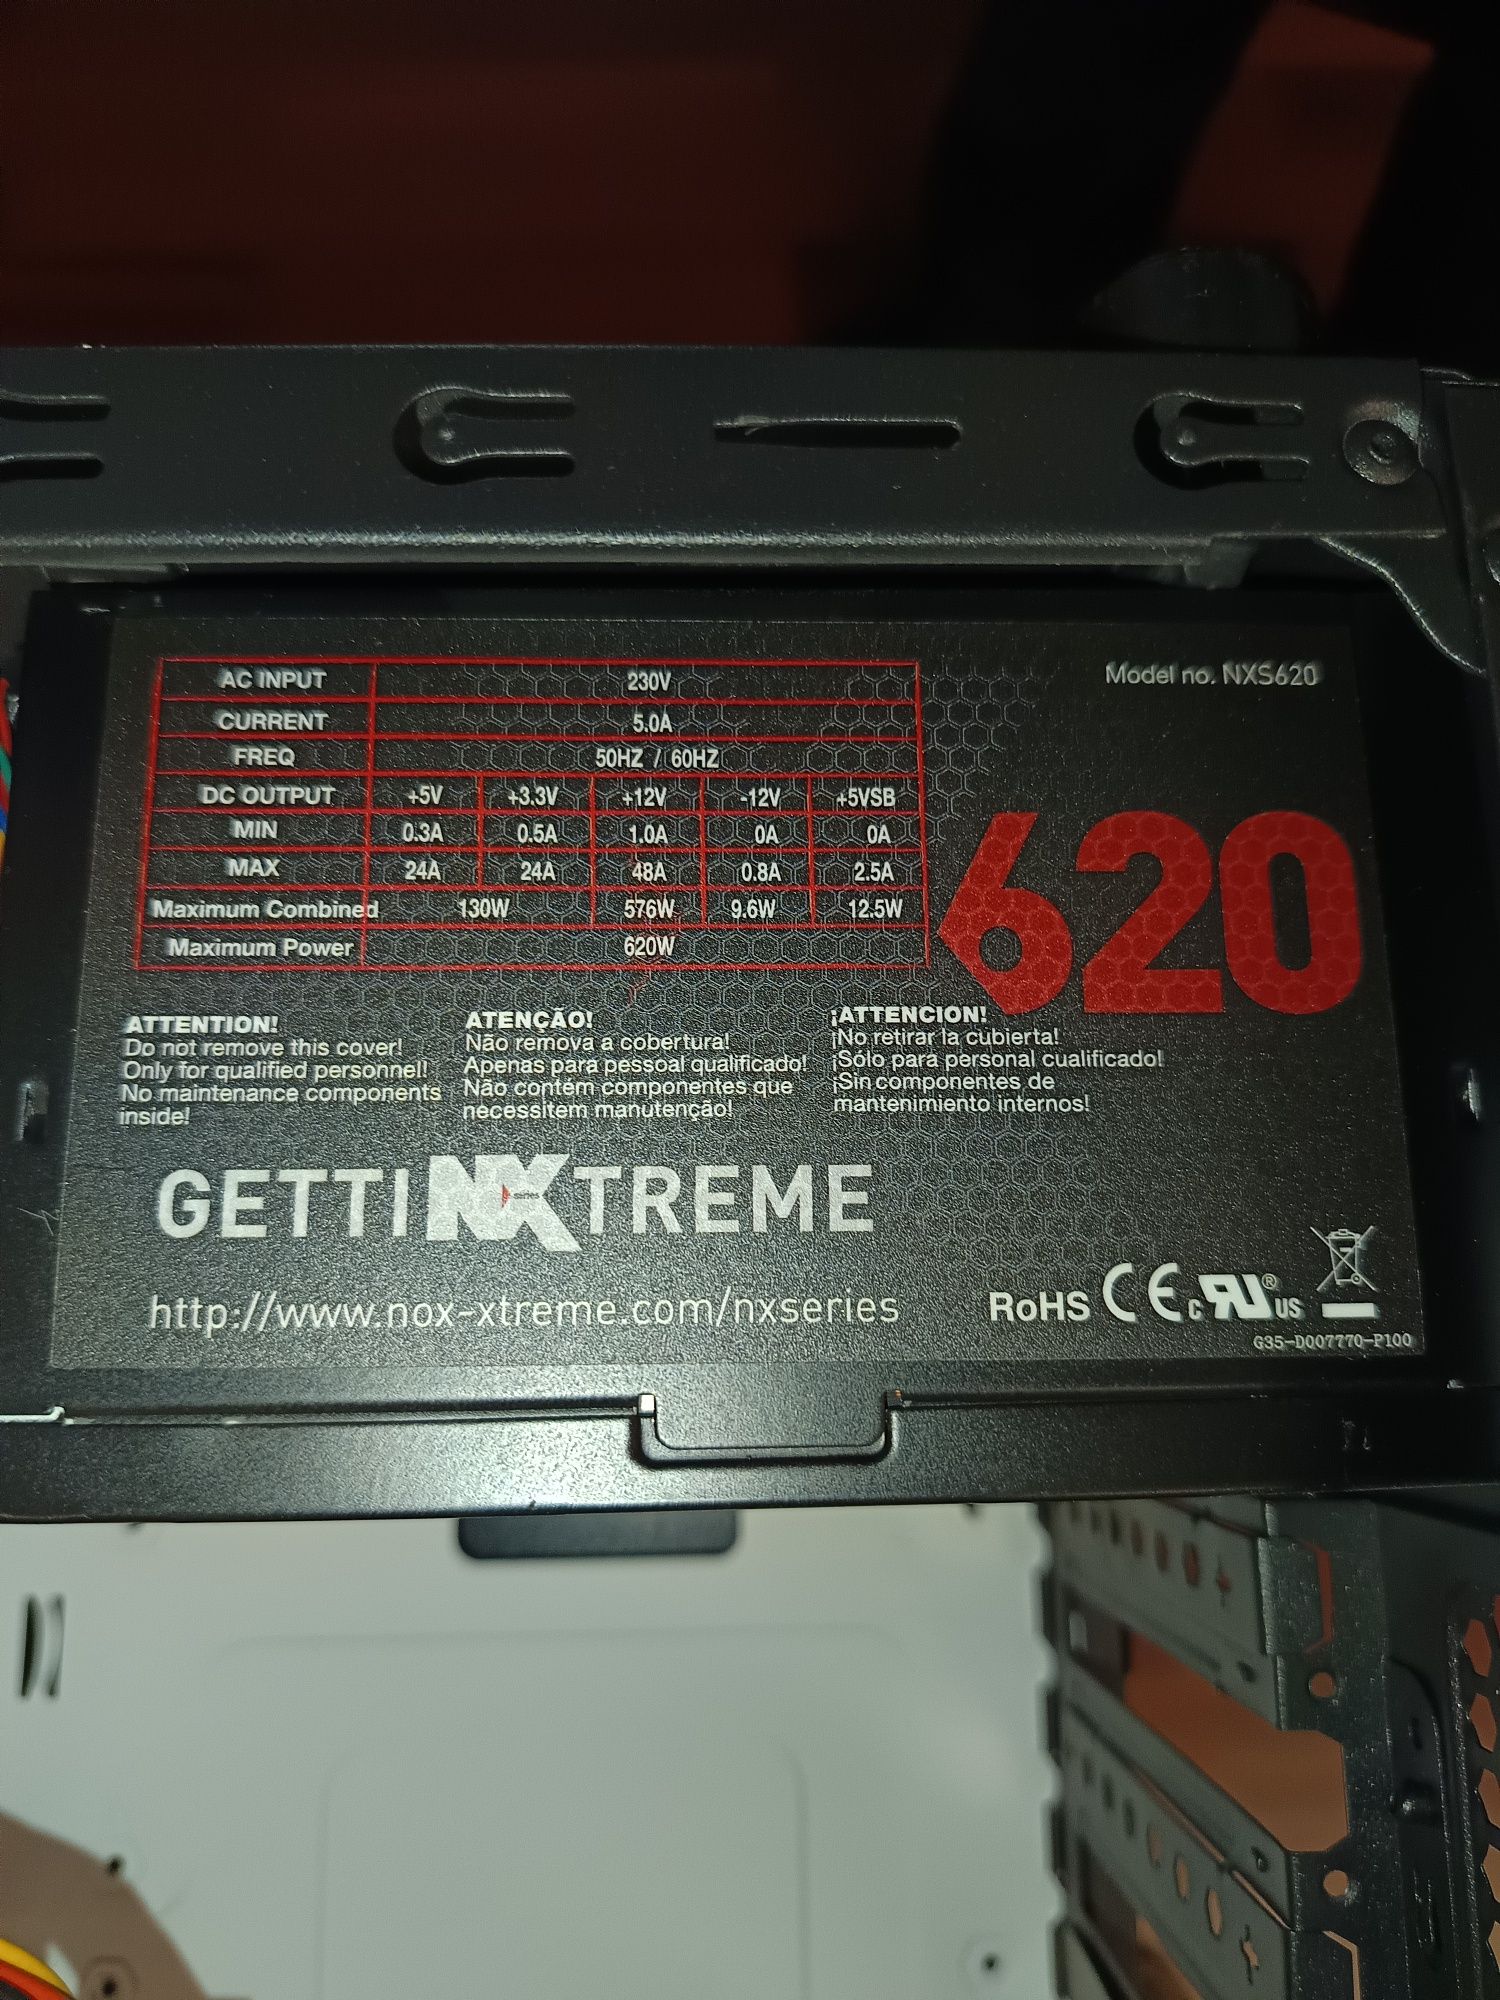 Model no. NXS620
AC INPUT 230V
CURRENT 5.0A
FREQ 50HZ / 60HZ
DC OUTPUT +5V +3.3V +12V -12V +5VSB
MIN 0.3A 0.5A 1.0A 0A 0A
MAX 24A 24A 48A 0.8A 2.5A
Maximum Combined 130W 576W 9.6W 12.5W
Maximum Power 620W
620
ATTENTION!
Do not remove this cover!
Only for qualified personnel!
No maintenance components
inside!
ATENÇÃO!
Não remova a cobertura!
Apenas para pessoal qualificado!
Não contém componentes que
necessitem manutenção!
¡ATTENCION!
¡No retirar la cubierta!
¡Sólo para personal cualificado!
¡Sin componentes de
mantenimiento internos!
GETTINXTREME
series
http://www.nox-xtreme.com/nxseries
RoHS CE c RU ® US
G35-D007770-P100